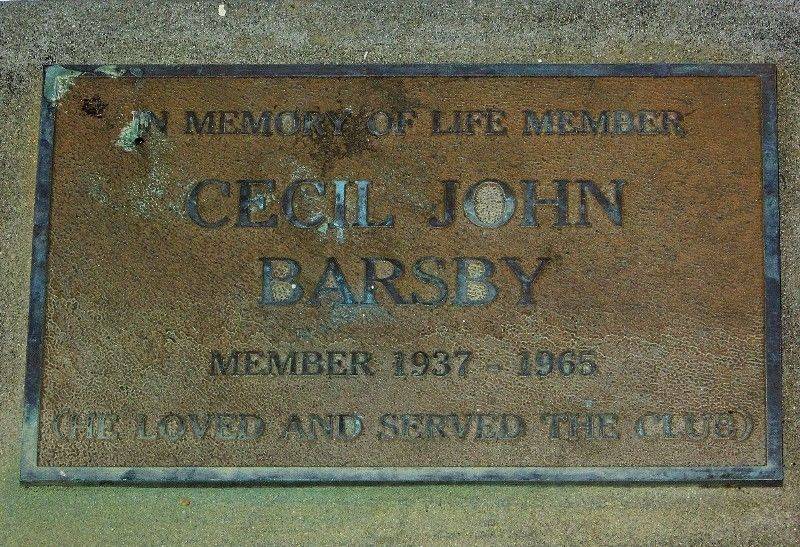 IN MEMORY OF LIFE MEMBER
CECIL JOHN
BARSBY
MEMBER 1937 - 1965
(HE LOVED AND SERVED THE CLUB)